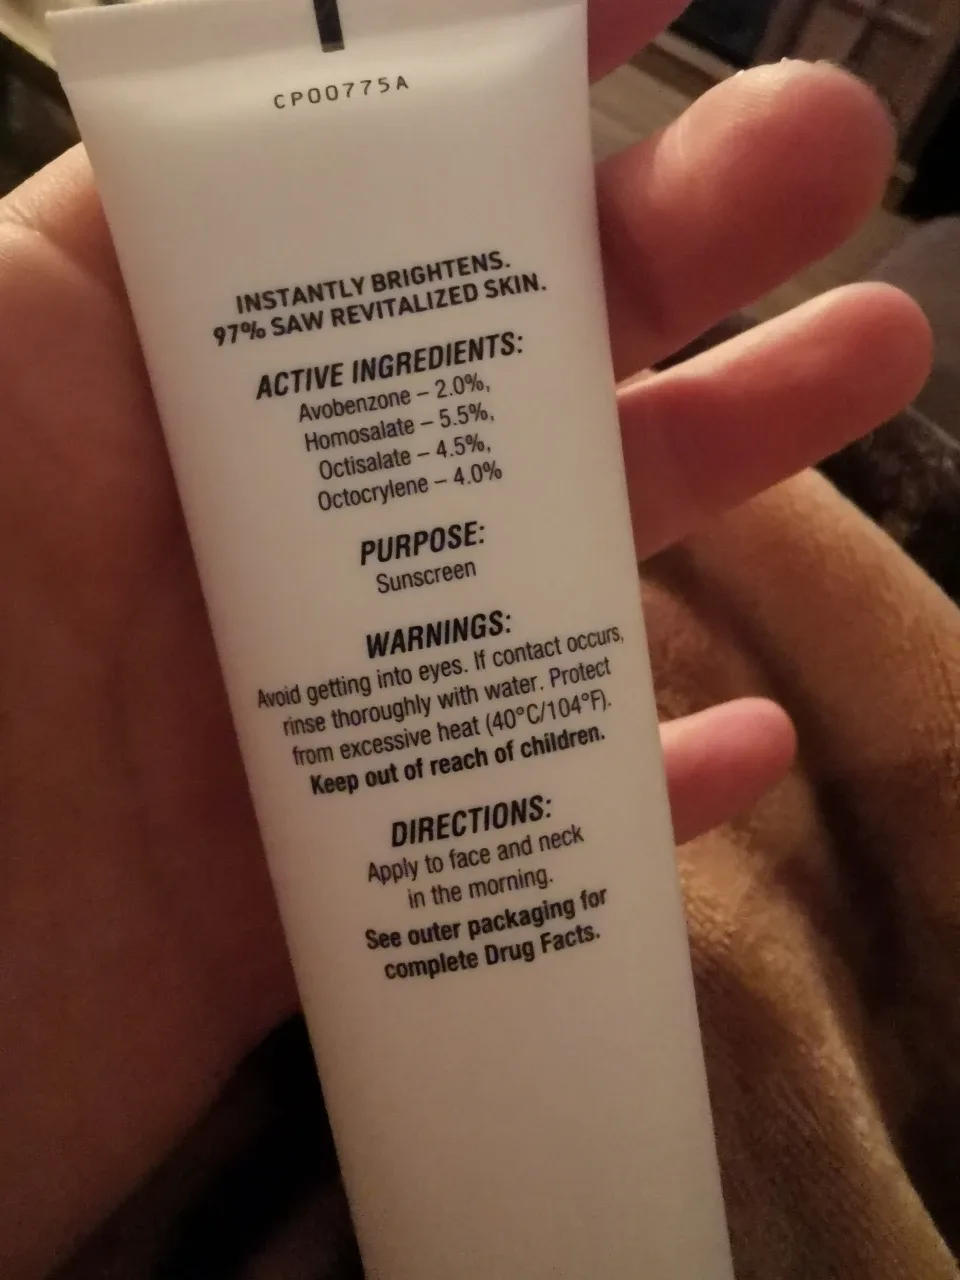 CP00775A
INSTANTLY BRIGHTENS.
97% SAW REVITALIZED SKIN.
ACTIVE INGREDIENTS:
Avobenzone – 2.0%,
Homosalate – 5.5%,
Octisalate – 4.5%,
Octocrylene – 4.0%
PURPOSE:
Sunscreen
WARNINGS:
Avoid getting into eyes. If contact occurs,
rinse thoroughly with water. Protect
from excessive heat (40°C/104°F).
Keep out of reach of children.
DIRECTIONS:
Apply to face and neck
in the morning.
See outer packaging for
complete Drug Facts.